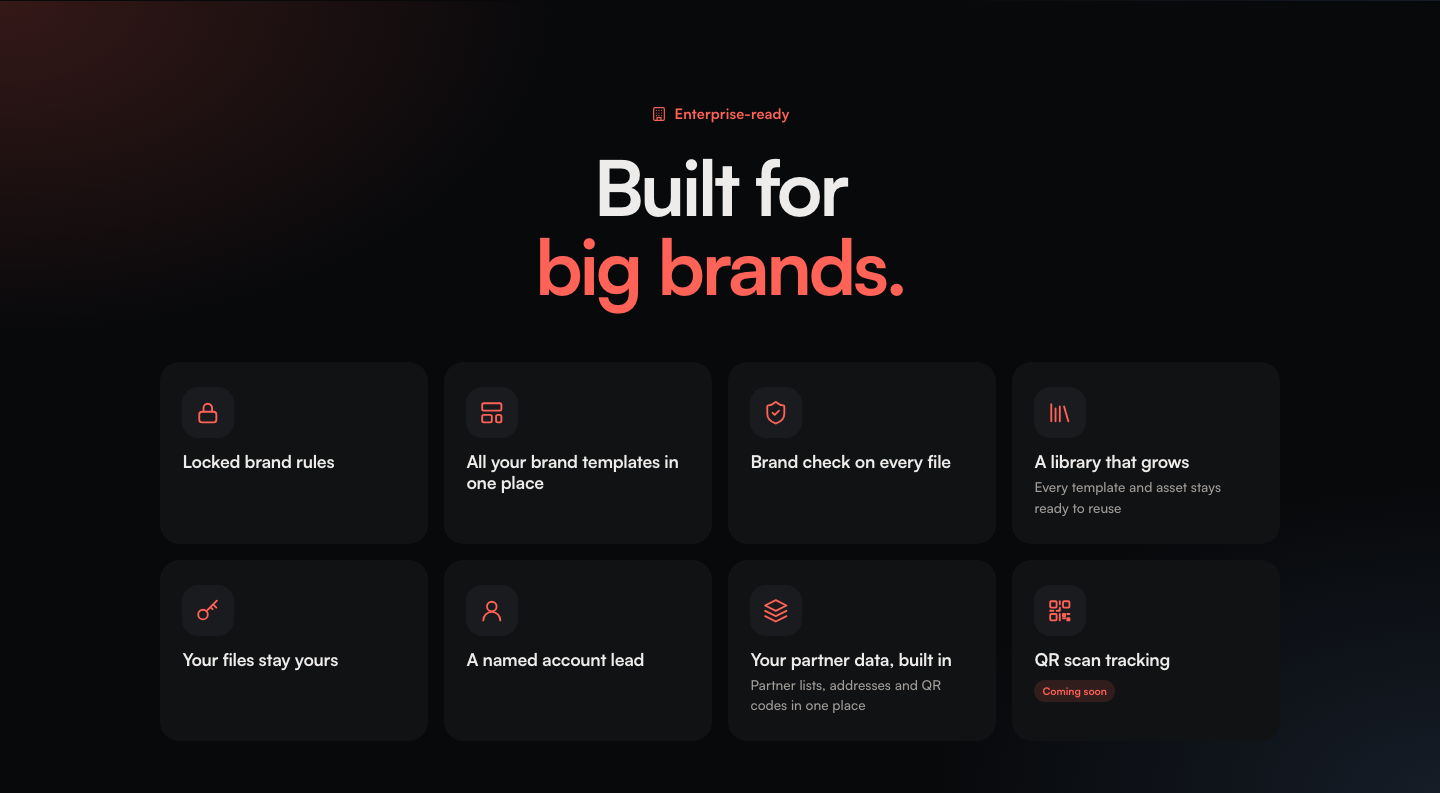 Enterprise-ready
Built for
big brands.
Locked brand rules
All your brand templates in
one place
Brand check on every file
A library that grows
Every template and asset stays
ready to reuse
Your files stay yours
A named account lead
Your partner data, built in
Partner lists, addresses and QR
codes in one place
QR scan tracking
Coming soon